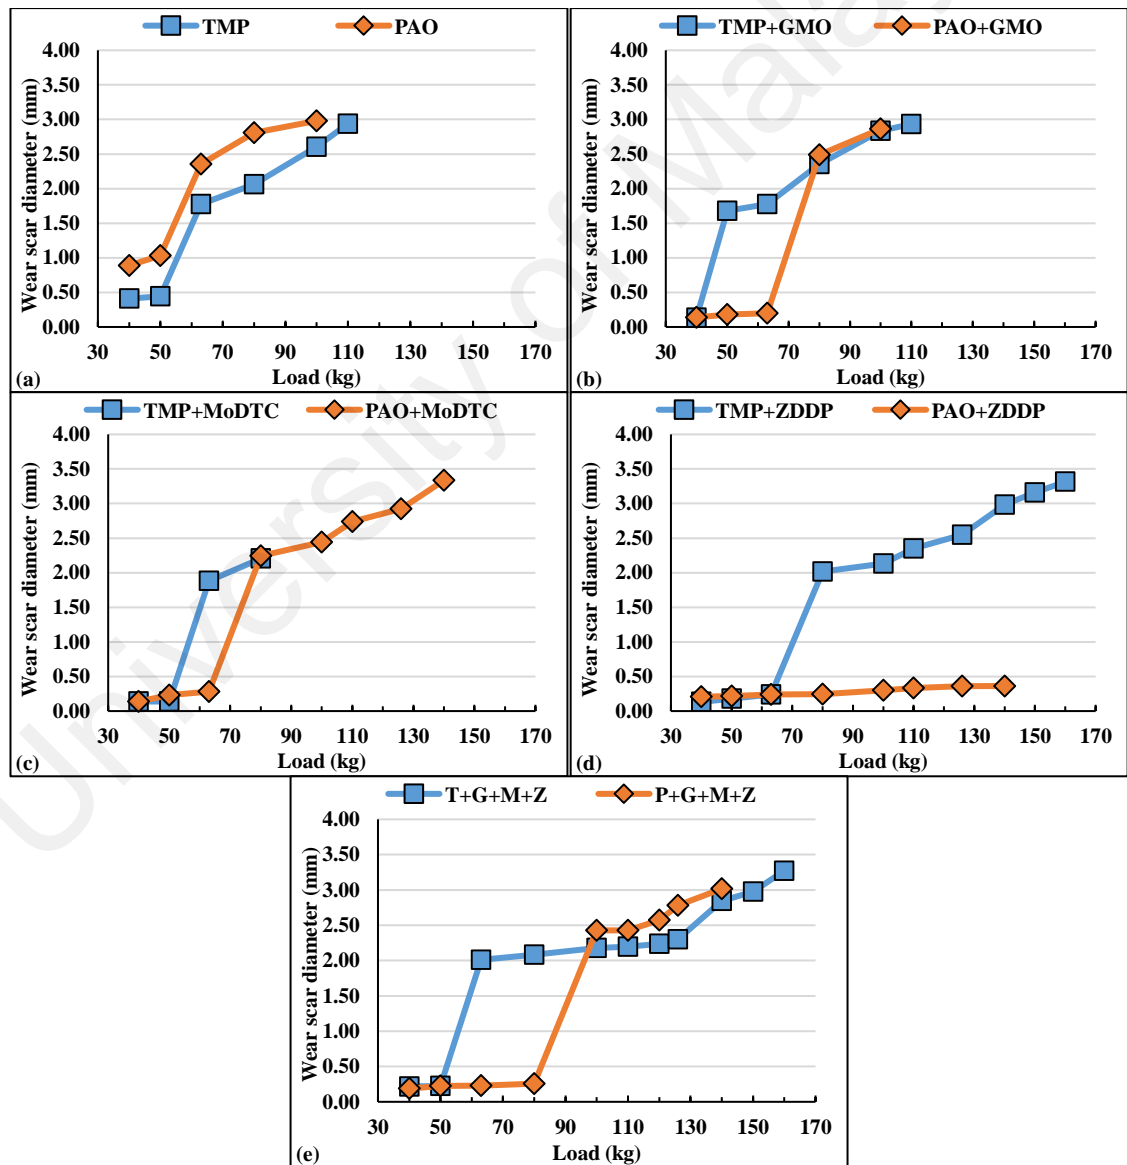 TMP PAO
4.00
3.50
3.00
2.50
2.00
1.50
1.00
0.50
0.00
Wear scar diameter (mm)
30 50 70 90 110 130 150 170
Load (kg)
(a)
TMP+GMO PAO+GMO
4.00
3.50
3.00
2.50
2.00
1.50
1.00
0.50
0.00
Wear scar diameter (mm)
30 50 70 90 110 130 150 170
Load (kg)
(b)
TMP+MoDTC PAO+MoDTC
4.00
3.50
3.00
2.50
2.00
1.50
1.00
0.50
0.00
Wear scar diameter (mm)
30 50 70 90 110 130 150 170
Load (kg)
(c)
TMP+ZDDP PAO+ZDDP
4.00
3.50
3.00
2.50
2.00
1.50
1.00
0.50
0.00
Wear scar diameter (mm)
30 50 70 90 110 130 150 170
Load (kg)
(d)
T+G+M+Z P+G+M+Z
4.00
3.50
3.00
2.50
2.00
1.50
1.00
0.50
0.00
Wear scar diameter (mm)
30 50 70 90 110 130 150 170
Load (kg)
(e)
University of Malay